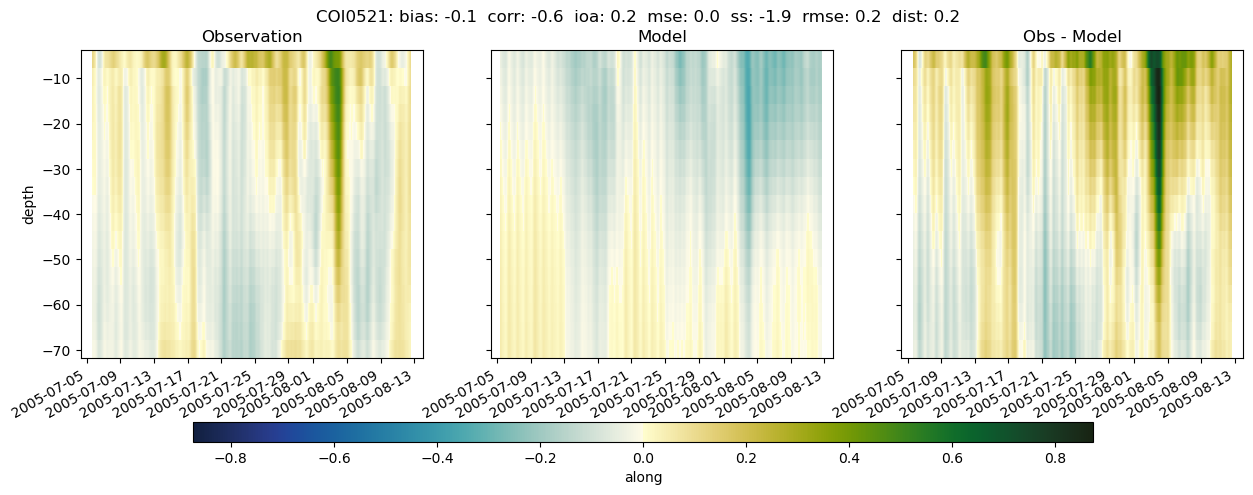 COI0521: bias: -0.1 corr: -0.6 ioa: 0.2 mse: 0.0 ss: -1.9 rmse: 0.2 dist: 0.2
Observation Model Obs - Model
depth
−10
−20
−30
−40
−50
−60
−70
2005-07-05 2005-07-09 2005-07-13 2005-07-17 2005-07-21 2005-07-25 2005-07-29 2005-08-01 2005-08-05 2005-08-09 2005-08-13
2005-07-05 2005-07-09 2005-07-13 2005-07-17 2005-07-21 2005-07-25 2005-07-29 2005-08-01 2005-08-05 2005-08-09 2005-08-13
2005-07-05 2005-07-09 2005-07-13 2005-07-17 2005-07-21 2005-07-25 2005-07-29 2005-08-01 2005-08-05 2005-08-09 2005-08-13
−0.8 −0.6 −0.4 −0.2 0.0 0.2 0.4 0.6 0.8
along